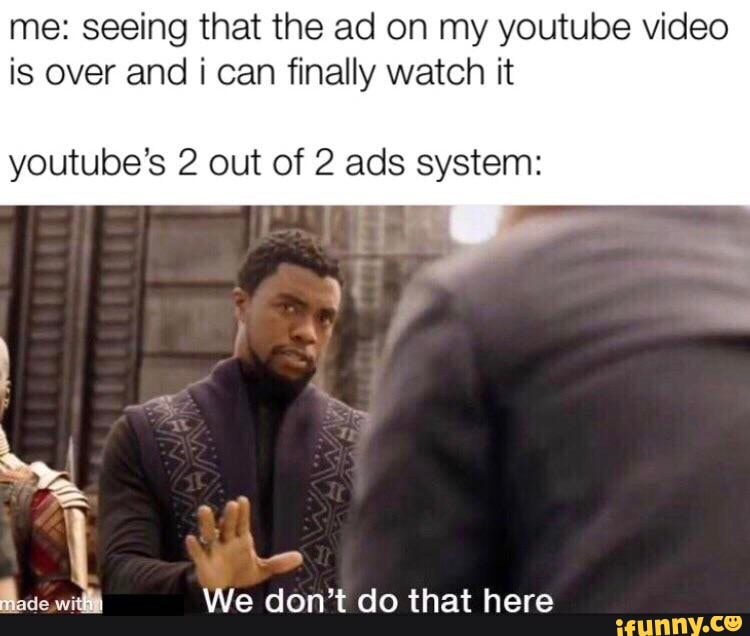 me: seeing that the ad on my youtube video
is over and i can finally watch it
youtube's 2 out of 2 ads system:
We don't do that here
made with
ifunny.co